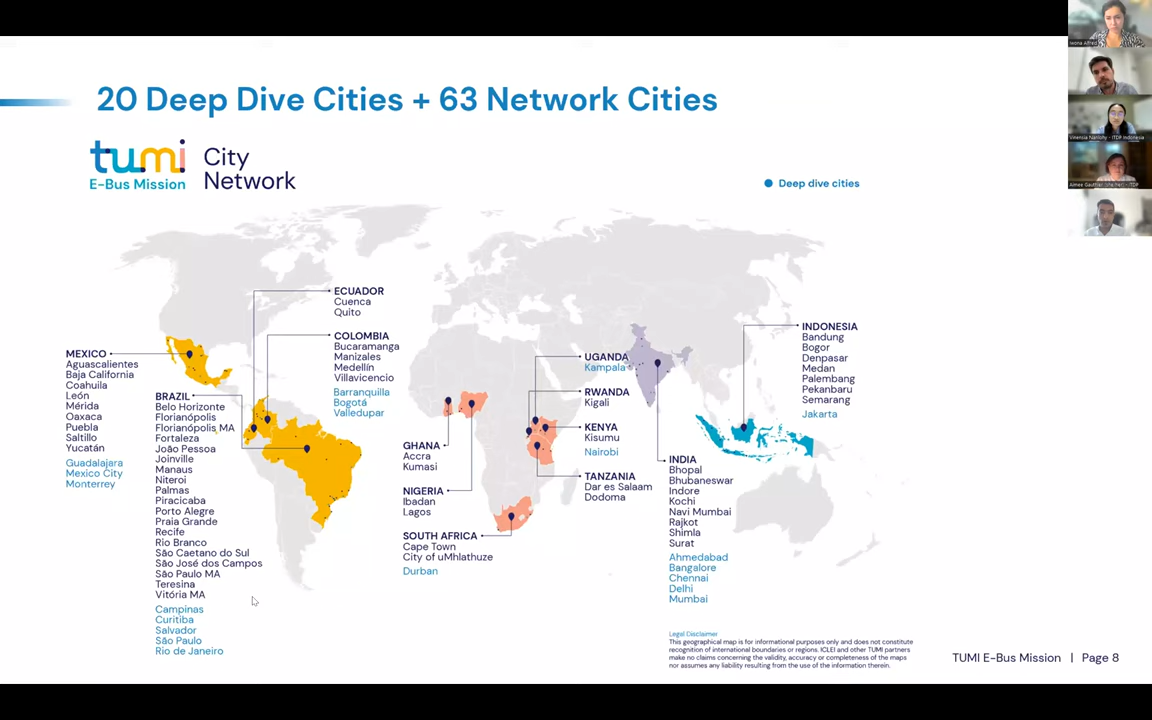 20 Deep Dive Cities + 63 Network Cities
tumi
E-Bus Mission
City
Network
Deep dive cities
MEXICO
Aguascalientes
Baja California
Coahuila
León
Mérida
Oaxaca
Puebla
Saltillo
Yucatán
Guadalajara
Mexico City
Monterrey
BRAZIL
Belo Horizonte
Florianópolis
Florianópolis MA
Fortaleza
João Pessoa
Joinville
Manaus
Niteroi
Palmas
Piracicaba
Porto Alegre
Praia Grande
Recife
Rio Branco
São Caetano do Sul
São José dos Campos
São Paulo MA
Teresina
Vitória MA
Campinas
Curitiba
Salvador
São Paulo
Rio de Janeiro
ECUADOR
Cuenca
Quito
COLOMBIA
Bucaramanga
Manizales
Medellín
Villavicencio
Barranquilla
Bogotá
Valledupar
GHANA
Accra
Kumasi
NIGERIA
Ibadan
Lagos
SOUTH AFRICA
Cape Town
City of uMhlathuze
Durban
UGANDA
Kampala
RWANDA
Kigali
KENYA
Kisumu
Nairobi
TANZANIA
Dar es Salaam
Dodoma
INDIA
Bhopal
Bhubaneswar
Indore
Kochi
Navi Mumbai
Rajkot
Shimla
Surat
Ahmedabad
Bangalore
Chennai
Delhi
Mumbai
INDONESIA
Bandung
Bogor
Denpasar
Medan
Palembang
Pekanbaru
Semarang
Jakarta
Legal Disclaimer
This geographical map is for informational purposes only and does not constitute
recognition of international boundaries or regions. ICLEI and other TUMI partners
make no claims concerning the validity, accuracy or completeness of the maps
nor assumes any liability resulting from the use of the information therein.
TUMI E-Bus Mission | Page 8
ITDP Indonesia
Aimee Gauthier
ITDP